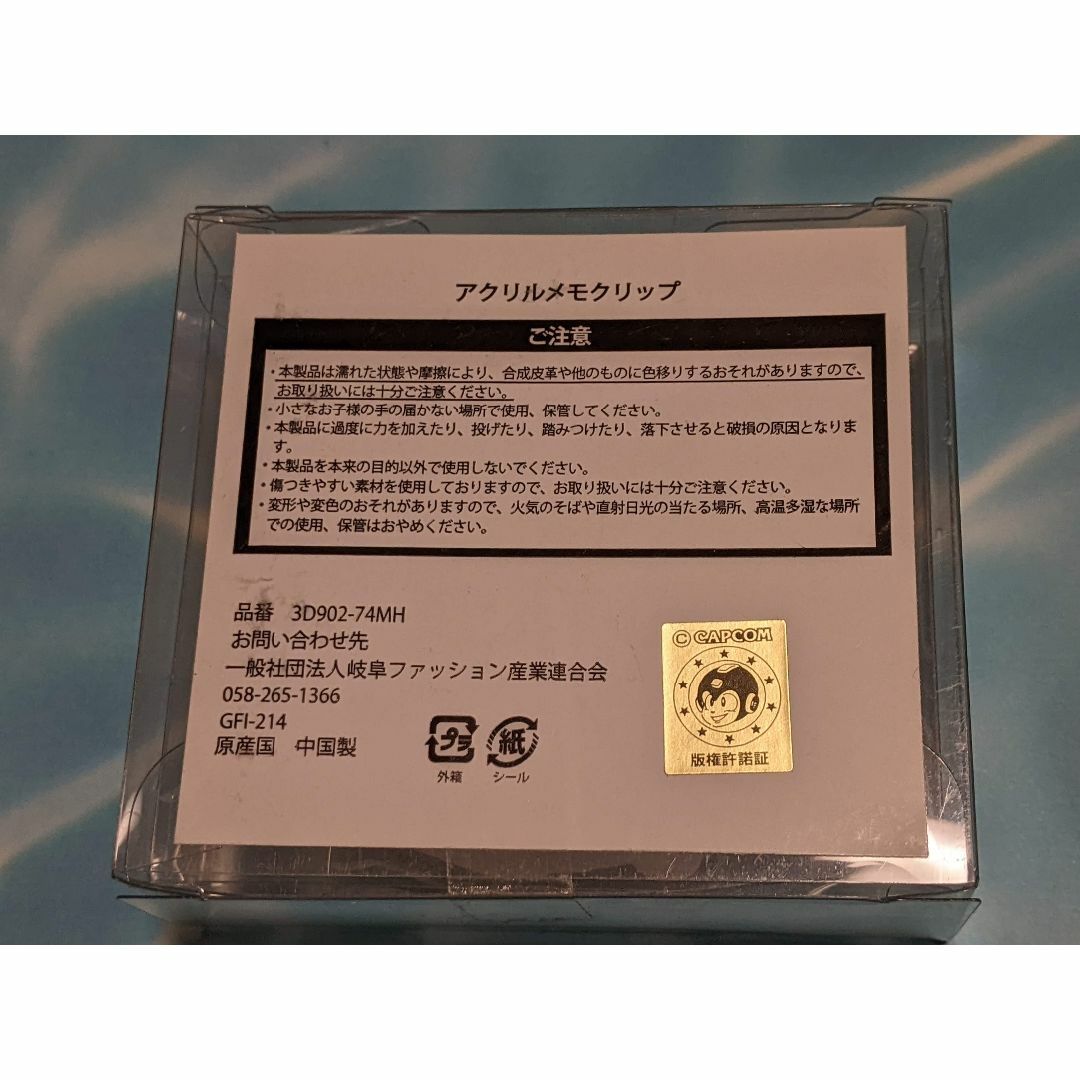 アクリルメモクリップ
ご注意
・本製品は濡れた状態や摩擦により、合成皮革や他のものに色移りするおそれがありますので、
お取り扱いには十分ご注意ください。
・小さなお子様の手の届かない場所で使用、保管してください。
・本製品に過度に力を加えたり、投げたり、踏みつけたり、落下させると破損の原因となりま
す。
・本製品を本来の目的以外で使用しないでください。
・傷つきやすい素材を使用しておりますので、お取り扱いには十分ご注意ください。
・変形や変色のおそれがありますので、火気のそばや直射日光の当たる場所、高温多湿な場所
での使用、保管はおやめください。
品番 3D902-74MH
お問い合わせ先
一般社団法人岐阜ファッション産業連合会
058-265-1366
GFI-214
原産国 中国製
プラ
外箱
紙
シール
© CAPCOM
版権許諾証